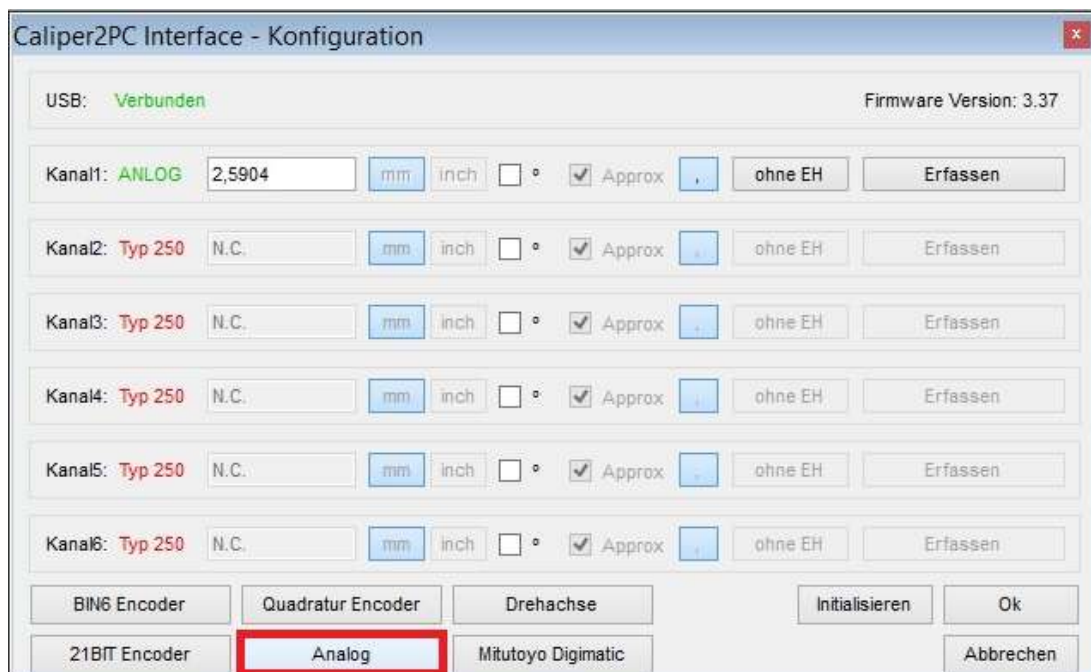 Caliper2PC Interface - Konfiguration x
USB: Verbunden Firmware Version: 3.37
Kanal1: ANLOG 2,5904 mm inch ° Approx , ohne EH Erfassen
Kanal2: Typ 250 N.C. mm inch ° Approx , ohne EH Erfassen
Kanal3: Typ 250 N.C. mm inch ° Approx , ohne EH Erfassen
Kanal4: Typ 250 N.C. mm inch ° Approx , ohne EH Erfassen
Kanal5: Typ 250 N.C. mm inch ° Approx , ohne EH Erfassen
Kanal6: Typ 250 N.C. mm inch ° Approx , ohne EH Erfassen
BIN6 Encoder Quadratur Encoder Drehachse Initialisieren Ok
21BIT Encoder Analog Mitutoyo Digimatic Abbrechen